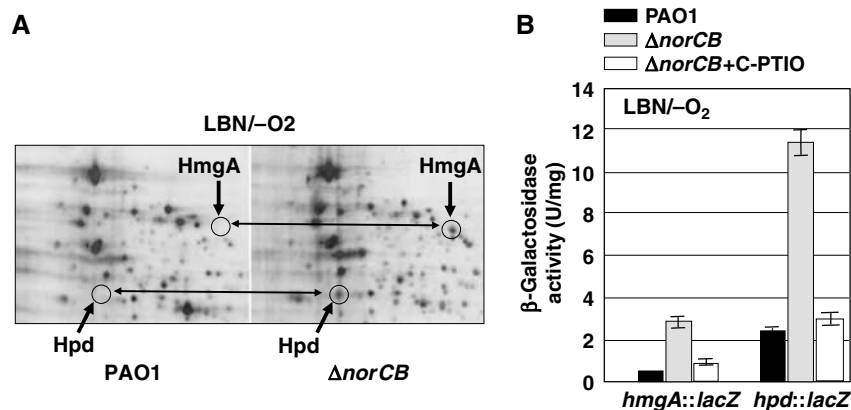 A
LBN/–O2
HmgA
HmgA
Hpd
Hpd
PAO1
ΔnorCB
B
PAO1
ΔnorCB
ΔnorCB+C-PTIO
LBN/–O₂
β-Galactosidase
activity (U/mg)
14
12
10
8
6
4
2
0
hmgA::lacZ hpd::lacZ